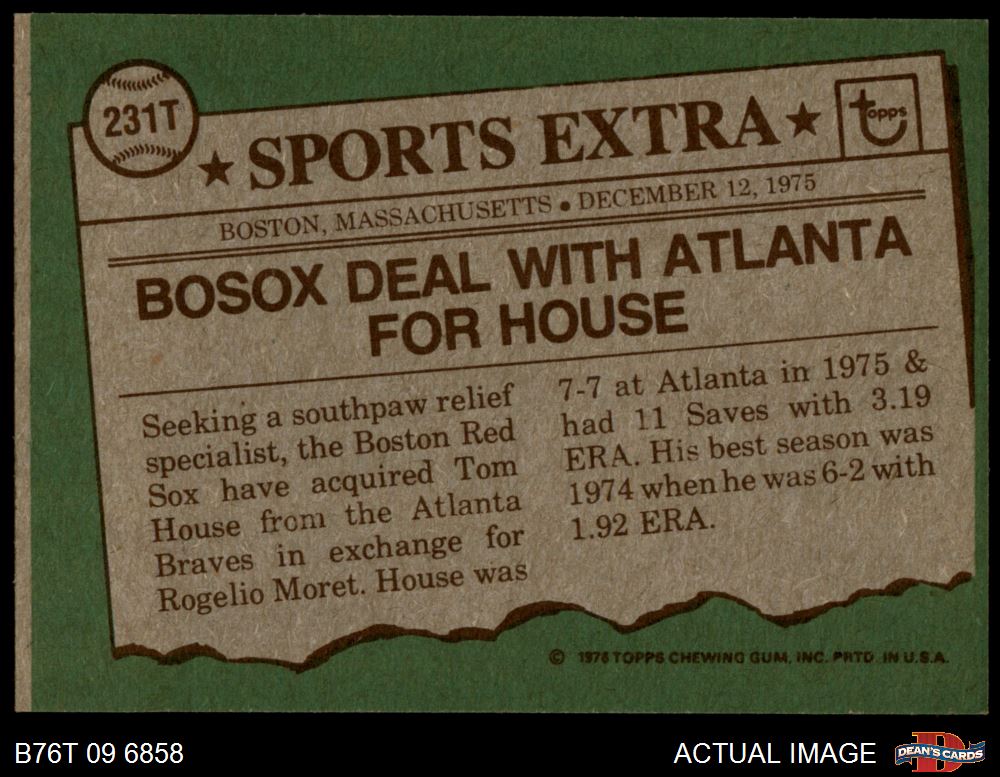 231T
★ SPORTS EXTRA ★
topps
BOSTON, MASSACHUSETTS • DECEMBER 12, 1975
BOSOX DEAL WITH ATLANTA
FOR HOUSE
Seeking a southpaw relief
specialist, the Boston Red
Sox have acquired Tom
House from the Atlanta
Braves in exchange for
Rogelio Moret. House was
7-7 at Atlanta in 1975 &
had 11 Saves with 3.19
ERA. His best season was
1974 when he was 6-2 with
1.92 ERA.
© 1976 TOPPS CHEWING GUM, INC. PRTD. IN U.S.A.
B76T 09 6858
ACTUAL IMAGE
D
DEAN'S CARDS